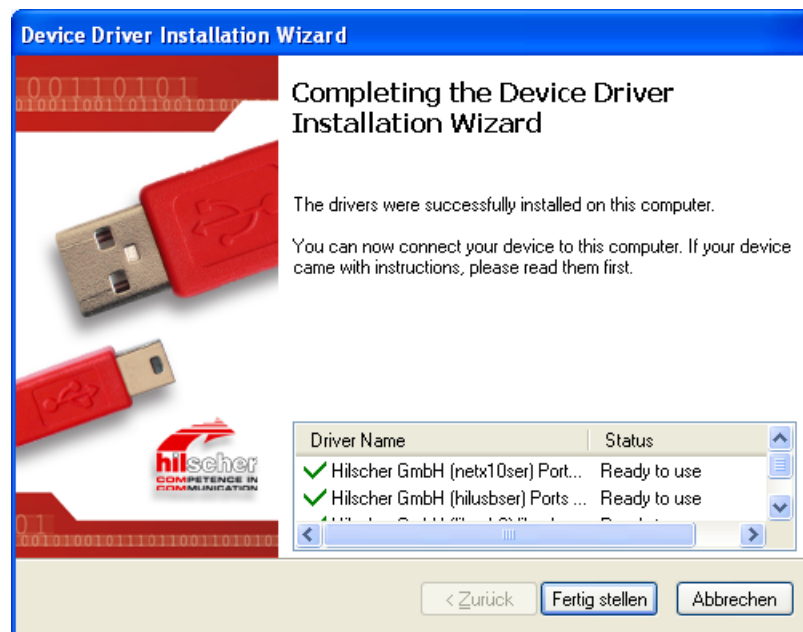 Device Driver Installation Wizard
00110101
Completing the Device Driver
Installation Wizard
The drivers were successfully installed on this computer.
You can now connect your device to this computer. If your device
came with instructions, please read them first.
hilscher
COMPETENCE IN
COMMUNICATION
Driver Name Status
Hilscher GmbH (netx10ser) Port... Ready to use
Hilscher GmbH (hilusbser) Ports ... Ready to use
01
< Zurück Fertig stellen Abbrechen